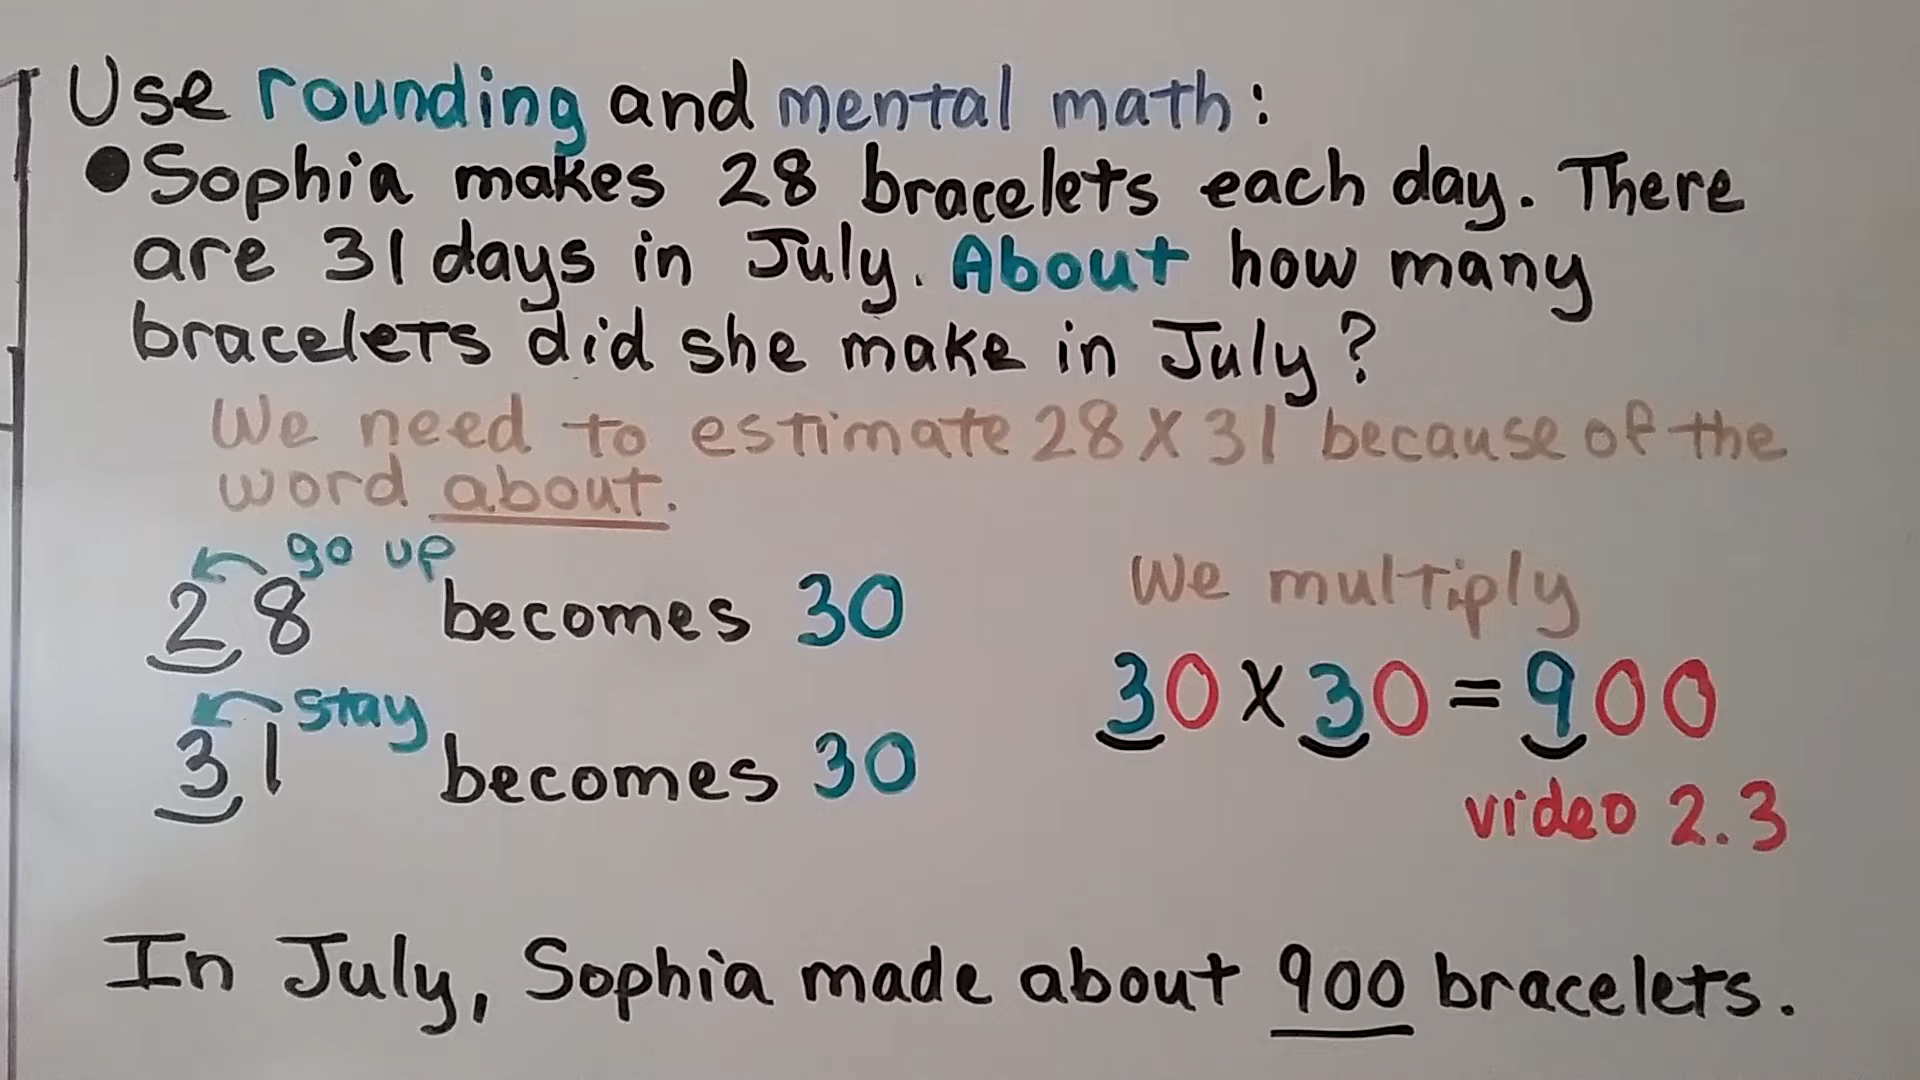 Use rounding and mental math:
●Sophia makes 28 bracelets each day. There
are 31 days in July. About how many
bracelets did she make in July?
We need to estimate 28 X 31 because of the
word about.
go up
28 becomes 30
stay
31 becomes 30
We multiply
30 X 30 = 900
video 2.3
In July, Sophia made about 900 bracelets.